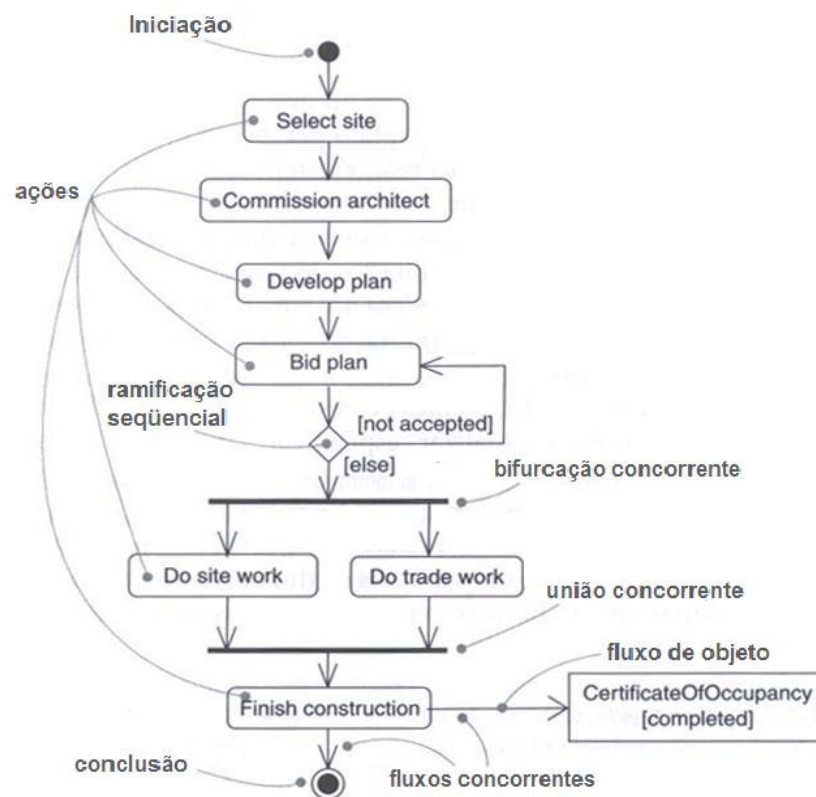 Iniciação
Select site
ações
Commission architect
Develop plan
Bid plan
ramificação
seqüencial
[not accepted]
[else]
bifurcação concorrente
Do site work
Do trade work
união concorrente
fluxo de objeto
CertificateOfOccupancy
[completed]
Finish construction
conclusão
fluxos concorrentes